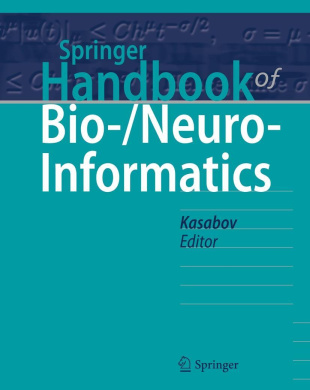 Springer
Handbook of
Bio-/Neuro-
Informatics
Kasabov
Editor
Springer